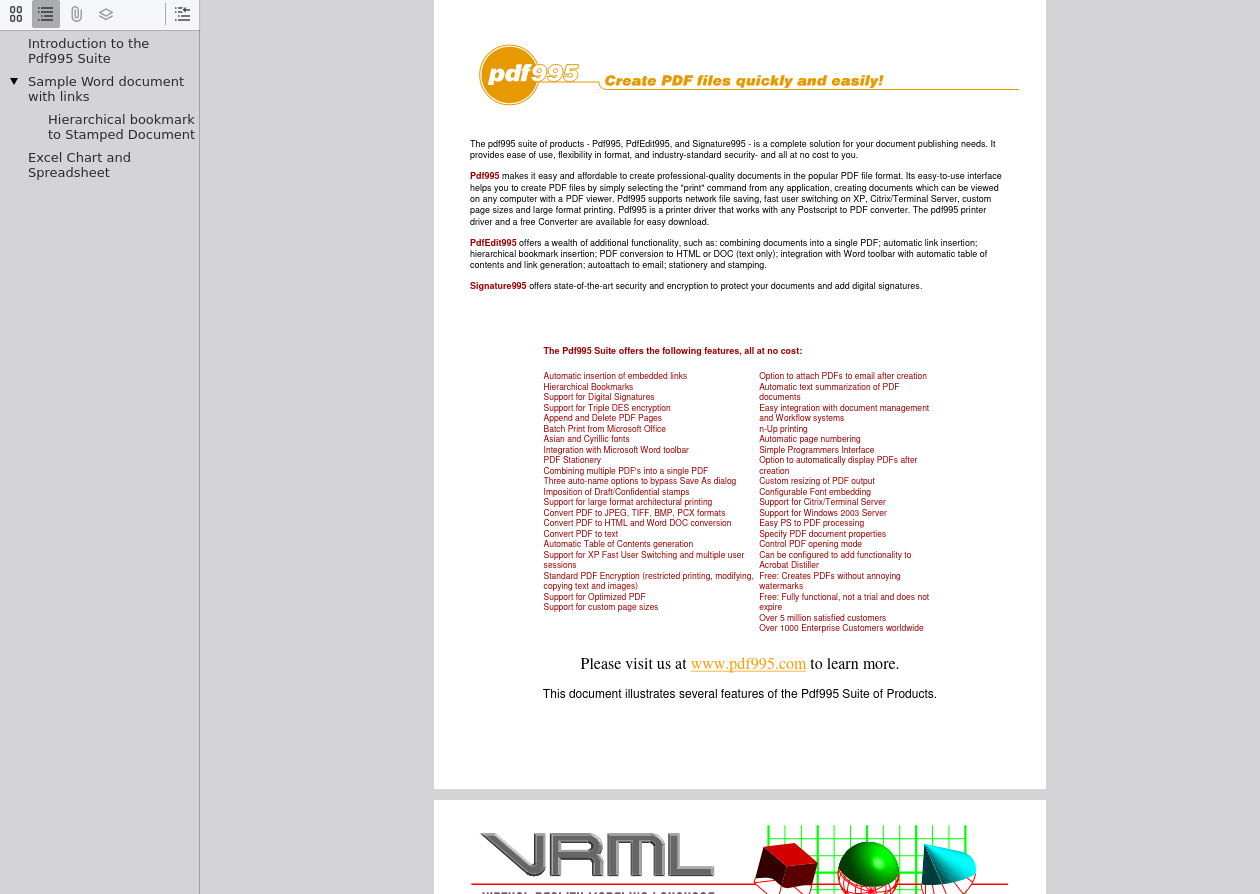 Introduction to the
Pdf995 Suite
Sample Word document
with links
Hierarchical bookmark
to Stamped Document
Excel Chart and
Spreadsheet
pdf995
Create PDF files quickly and easily!
The pdf995 suite of products - Pdf995, PdfEdit995, and Signature995 - is a complete solution for your document publishing needs. It
provides ease of use, flexibility in format, and industry-standard security- and all at no cost to you.
Pdf995 makes it easy and affordable to create professional-quality documents in the popular PDF file format. Its easy-to-use interface
helps you to create PDF files by simply selecting the "print" command from any application, creating documents which can be viewed
on any computer with a PDF viewer. Pdf995 supports network file saving, fast user switching on XP, Citrix/Terminal Server, custom
page sizes and large format printing. Pdf995 is a printer driver that works with any Postscript to PDF converter. The pdf995 printer
driver and a free Converter are available for easy download.
PdfEdit995 offers a wealth of additional functionality, such as: combining documents into a single PDF; automatic link insertion;
hierarchical bookmark insertion; PDF conversion to HTML or DOC (text only); integration with Word toolbar with automatic table of
contents and link generation; autoattach to email; stationery and stamping.
Signature995 offers state-of-the-art security and encryption to protect your documents and add digital signatures.
The Pdf995 Suite offers the following features, all at no cost:
Automatic insertion of embedded links
Hierarchical Bookmarks
Support for Digital Signatures
Support for Triple DES encryption
Append and Delete PDF Pages
Batch Print from Microsoft Office
Asian and Cyrillic fonts
Integration with Microsoft Word toolbar
PDF Stationery
Combining multiple PDF's into a single PDF
Three auto-name options to bypass Save As dialog
Imposition of Draft/Confidential stamps
Support for large format architectural printing
Convert PDF to JPEG, TIFF, BMP, PCX formats
Convert PDF to HTML and Word DOC conversion
Convert PDF to text
Automatic Table of Contents generation
Support for XP Fast User Switching and multiple user
sessions
Standard PDF Encryption (restricted printing, modifying,
copying text and images)
Support for Optimized PDF
Support for custom page sizes
Option to attach PDFs to email after creation
Automatic text summarization of PDF
documents
Easy integration with document management
and Workflow systems
n-Up printing
Automatic page numbering
Simple Programmers Interface
Option to automatically display PDFs after
creation
Custom resizing of PDF output
Configurable Font embedding
Support for Citrix/Terminal Server
Support for Windows 2003 Server
Easy PS to PDF processing
Specify PDF document properties
Control PDF opening mode
Can be configured to add functionality to
Acrobat Distiller
Free: Creates PDFs without annoying
watermarks
Free: Fully functional, not a trial and does not
expire
Over 5 million satisfied customers
Over 1000 Enterprise Customers worldwide
Please visit us at www.pdf995.com to learn more.
This document illustrates several features of the Pdf995 Suite of Products.
VRML
VIRTUAL REALITY MODELING LANGUAGE